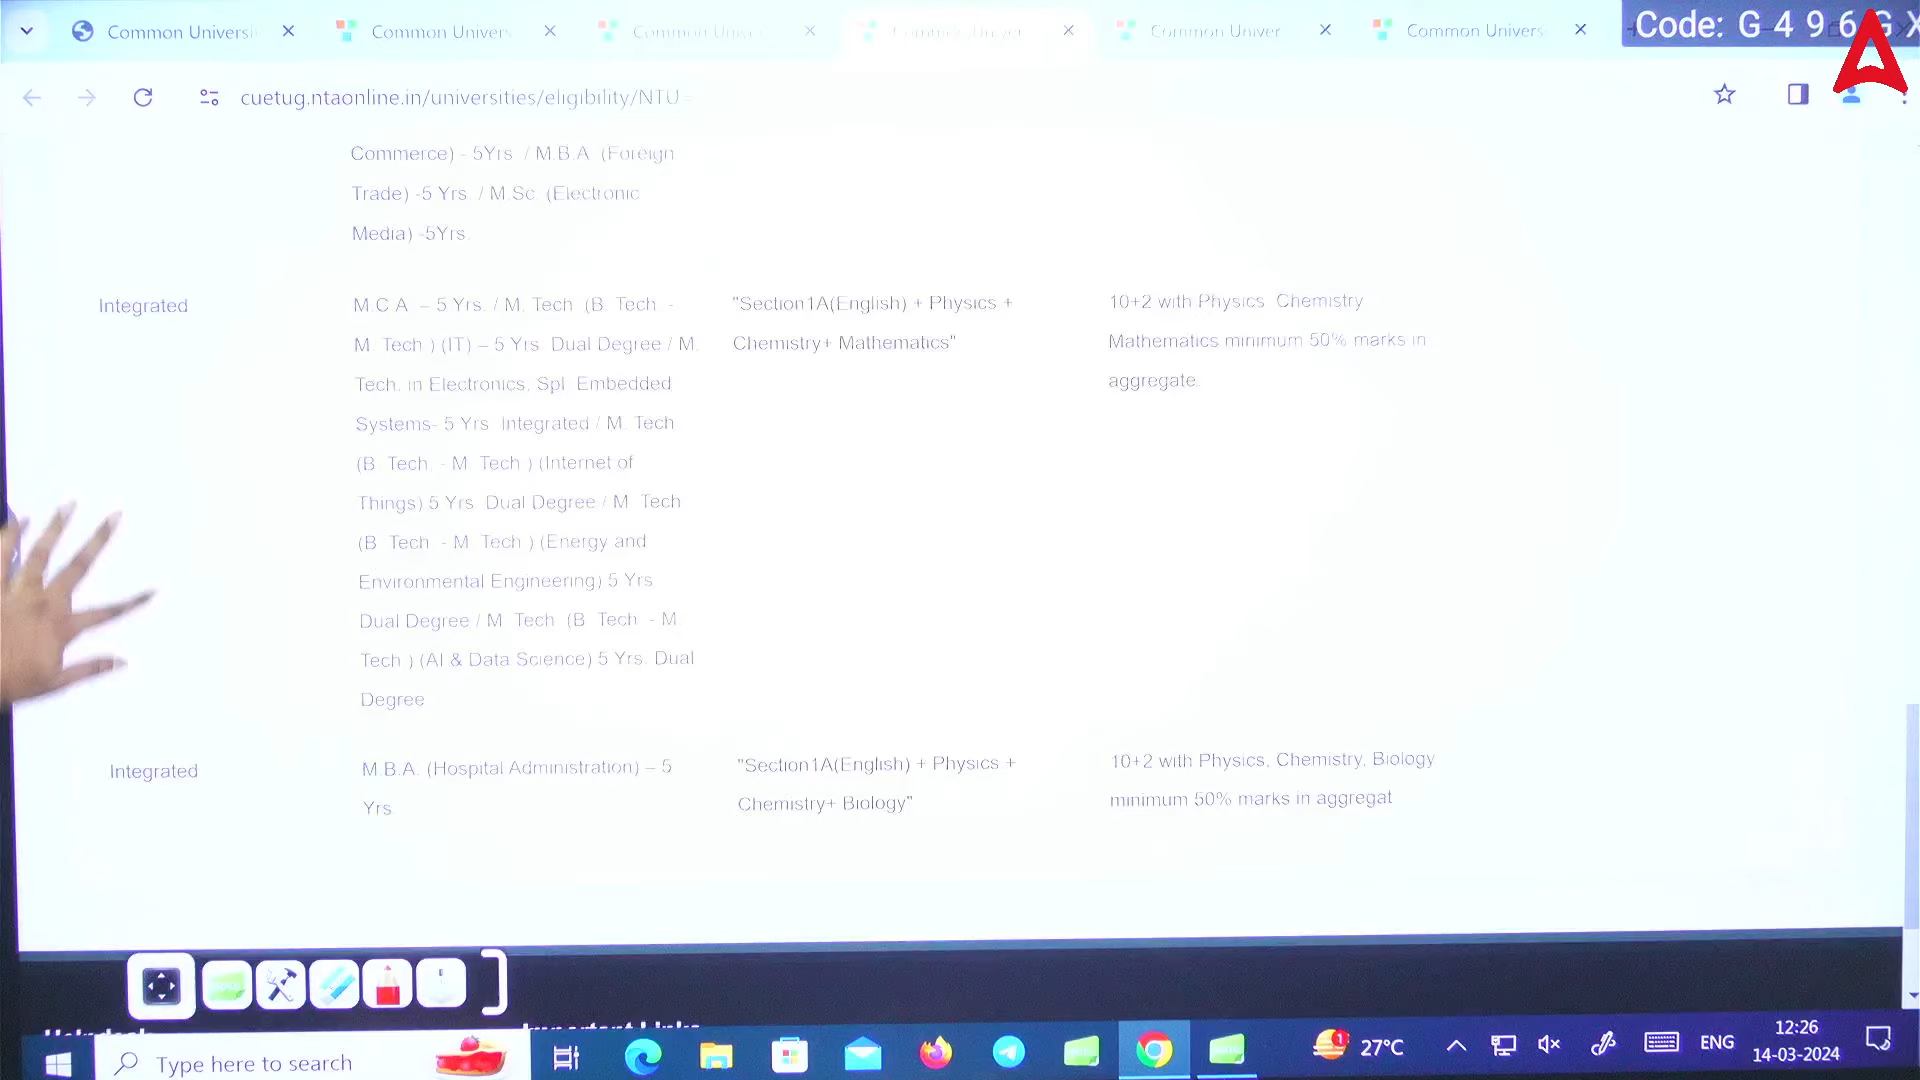 Common Universi
Common Univers
Common Univer
Common Univers
Code: G 4 9 6 G X
cuetug.ntaonline.in/universities/eligibility/NTU
Commerce) - 5Yrs. / M.B.A. (Foreign
Trade) -5 Yrs. / M.Sc. (Electronic
Media) -5Yrs.
Integrated
M.C.A. – 5 Yrs. / M. Tech. (B. Tech. -
M. Tech.) (IT) – 5 Yrs. Dual Degree / M.
Tech. in Electronics, Spl. Embedded
Systems- 5 Yrs. Integrated / M. Tech.
(B. Tech. - M. Tech.) (Internet of
Things) 5 Yrs. Dual Degree / M. Tech.
(B. Tech. - M. Tech.) (Energy and
Environmental Engineering) 5 Yrs.
Dual Degree / M. Tech. (B. Tech. - M.
Tech.) (AI & Data Science) 5 Yrs. Dual
Degree
"Section1A(English) + Physics +
Chemistry+ Mathematics"
10+2 with Physics, Chemistry,
Mathematics minimum 50% marks in
aggregate.
Integrated
M.B.A. (Hospital Administration) – 5
Yrs.
"Section1A(English) + Physics +
Chemistry+ Biology"
10+2 with Physics, Chemistry, Biology
minimum 50% marks in aggregat
Type here to search
1
27°C
ENG
12:26
14-03-2024